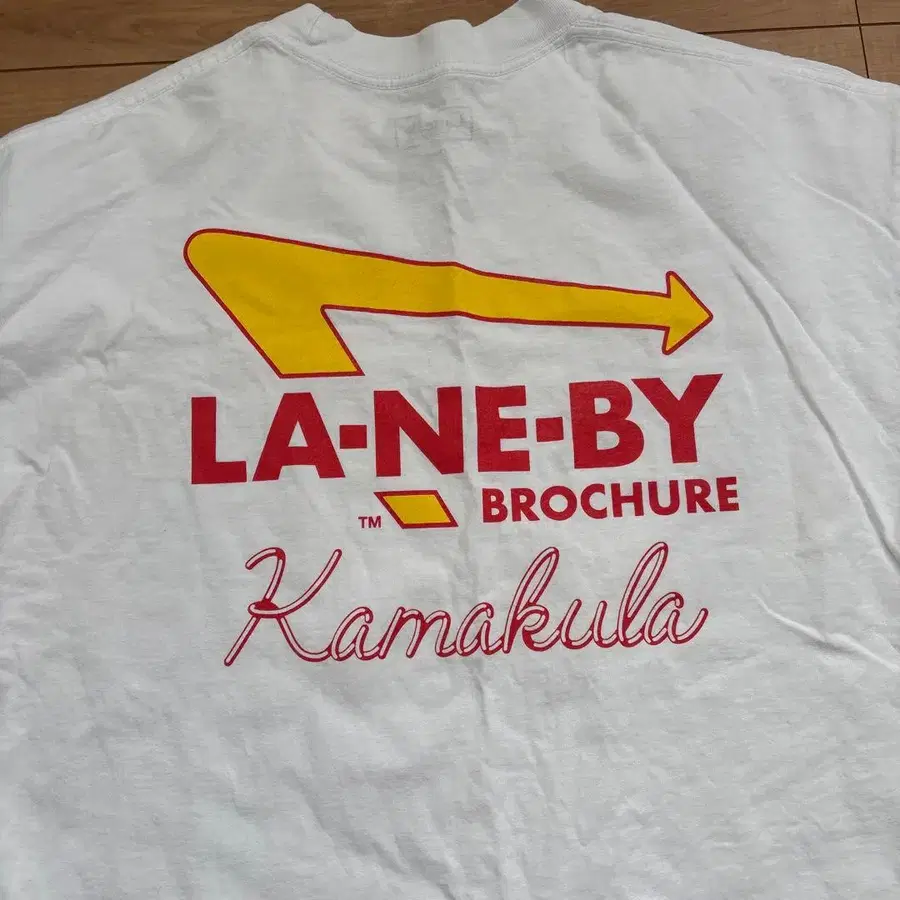 LA-NE-BY
TM BROCHURE
Kamakula